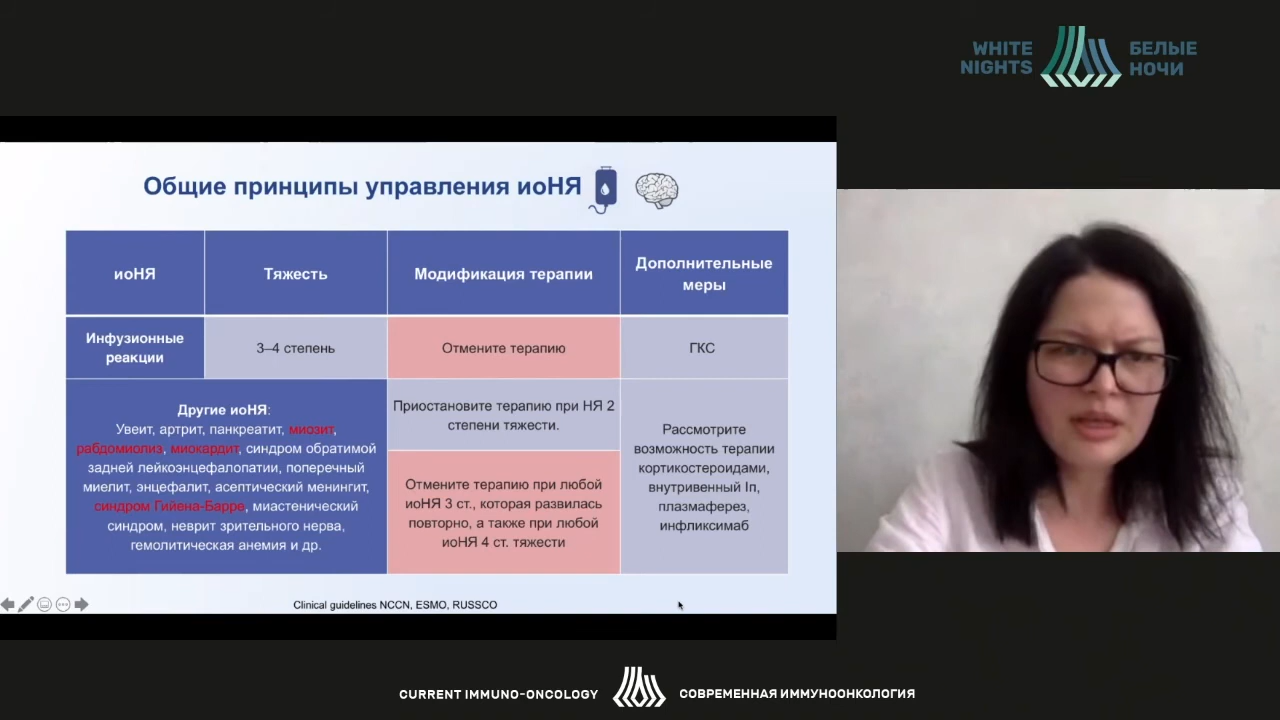 WHITE
NIGHTS
БЕЛЫЕ
НОЧИ
Общие принципы управления иоНЯ
иоНЯ
Тяжесть
Модификация терапии
Дополнительные
меры
Инфузионные
реакции
3–4 степень
Отмените терапию
ГКС
Другие иоНЯ:
Увеит, артрит, панкреатит, миозит,
рабдомиолиз, миокардит, синдром обратимой
задней лейкоэнцефалопатии, поперечный
миелит, энцефалит, асептический менингит,
синдром Гийена-Барре, миастенический
синдром, неврит зрительного нерва,
гемолитическая анемия и др.
Приостановите терапию при НЯ 2
степени тяжести.
Отмените терапию при любой
иоНЯ 3 ст., которая развилась
повторно, а также при любой
иоНЯ 4 ст. тяжести
Рассмотрите
возможность терапии
кортикостероидами,
внутривенный Iп,
плазмаферез,
инфликсимаб
Clinical guidelines NCCN, ESMO, RUSSCO
CURRENT IMMUNO-ONCOLOGY
СОВРЕМЕННАЯ ИММУНООНКОЛОГИЯ